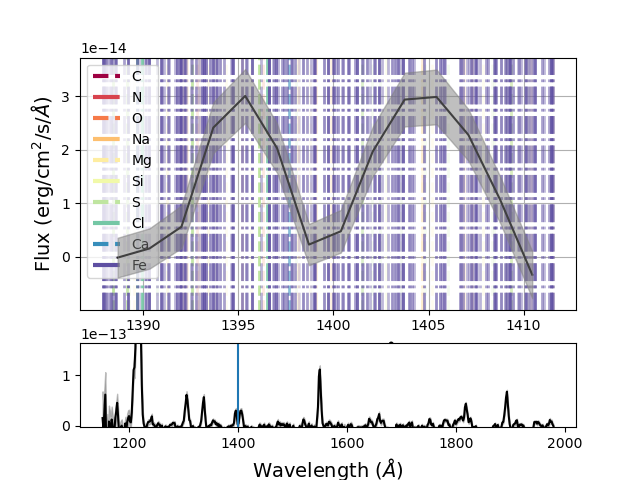 1e−14
Flux (erg/cm²/s/Å)
3
2
1
0
C
N
O
Na
Mg
Si
S
Cl
Ca
Fe
1390 1395 1400 1405 1410
1e−13
1
0
1200 1400 1600 1800 2000
Wavelength (Å)